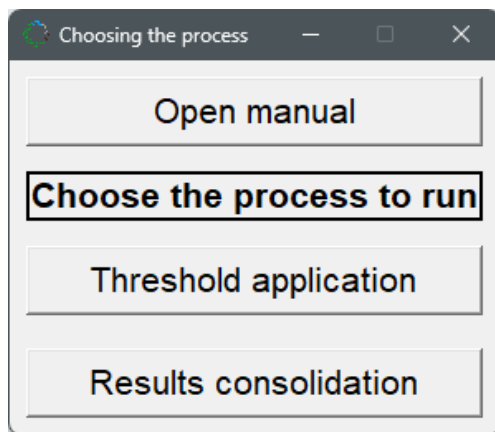 Choosing the process
Open manual
Choose the process to run
Threshold application
Results consolidation